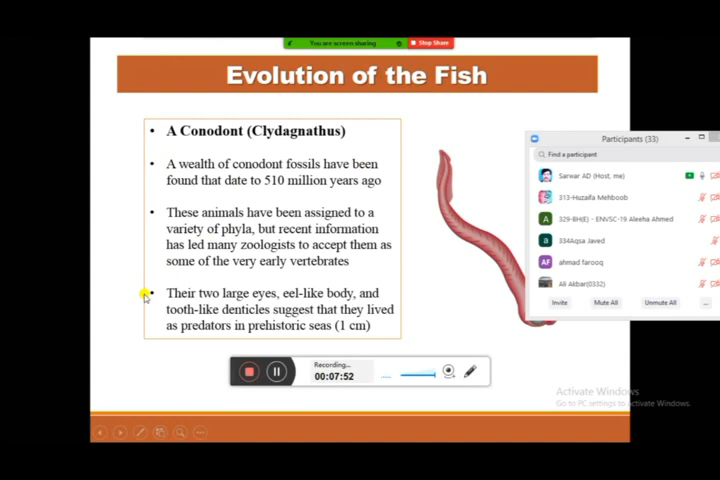 You are screen sharing
Stop Share
Evolution of the Fish
• A Conodont (Clydagnathus)
• A wealth of conodont fossils have been
found that date to 510 million years ago
• These animals have been assigned to a
variety of phyla, but recent information
has led many zoologists to accept them as
some of the very early vertebrates
• Their two large eyes, eel-like body, and
tooth-like denticles suggest that they lived
as predators in prehistoric seas (1 cm)
Participants (33)
Find a participant
Sarwar AD (Host, me)
313-Huzaifa Mehboob
A 329-BH(E) - ENVSC-19 Aleeha Ahmed
a 334Aqsa Javed
AF ahmad farooq
Ali Akbar(0332)
Invite Mute All Unmute All ...
Recording...
00:07:52
Activate Windows
Go to PC settings to Activate Windows.